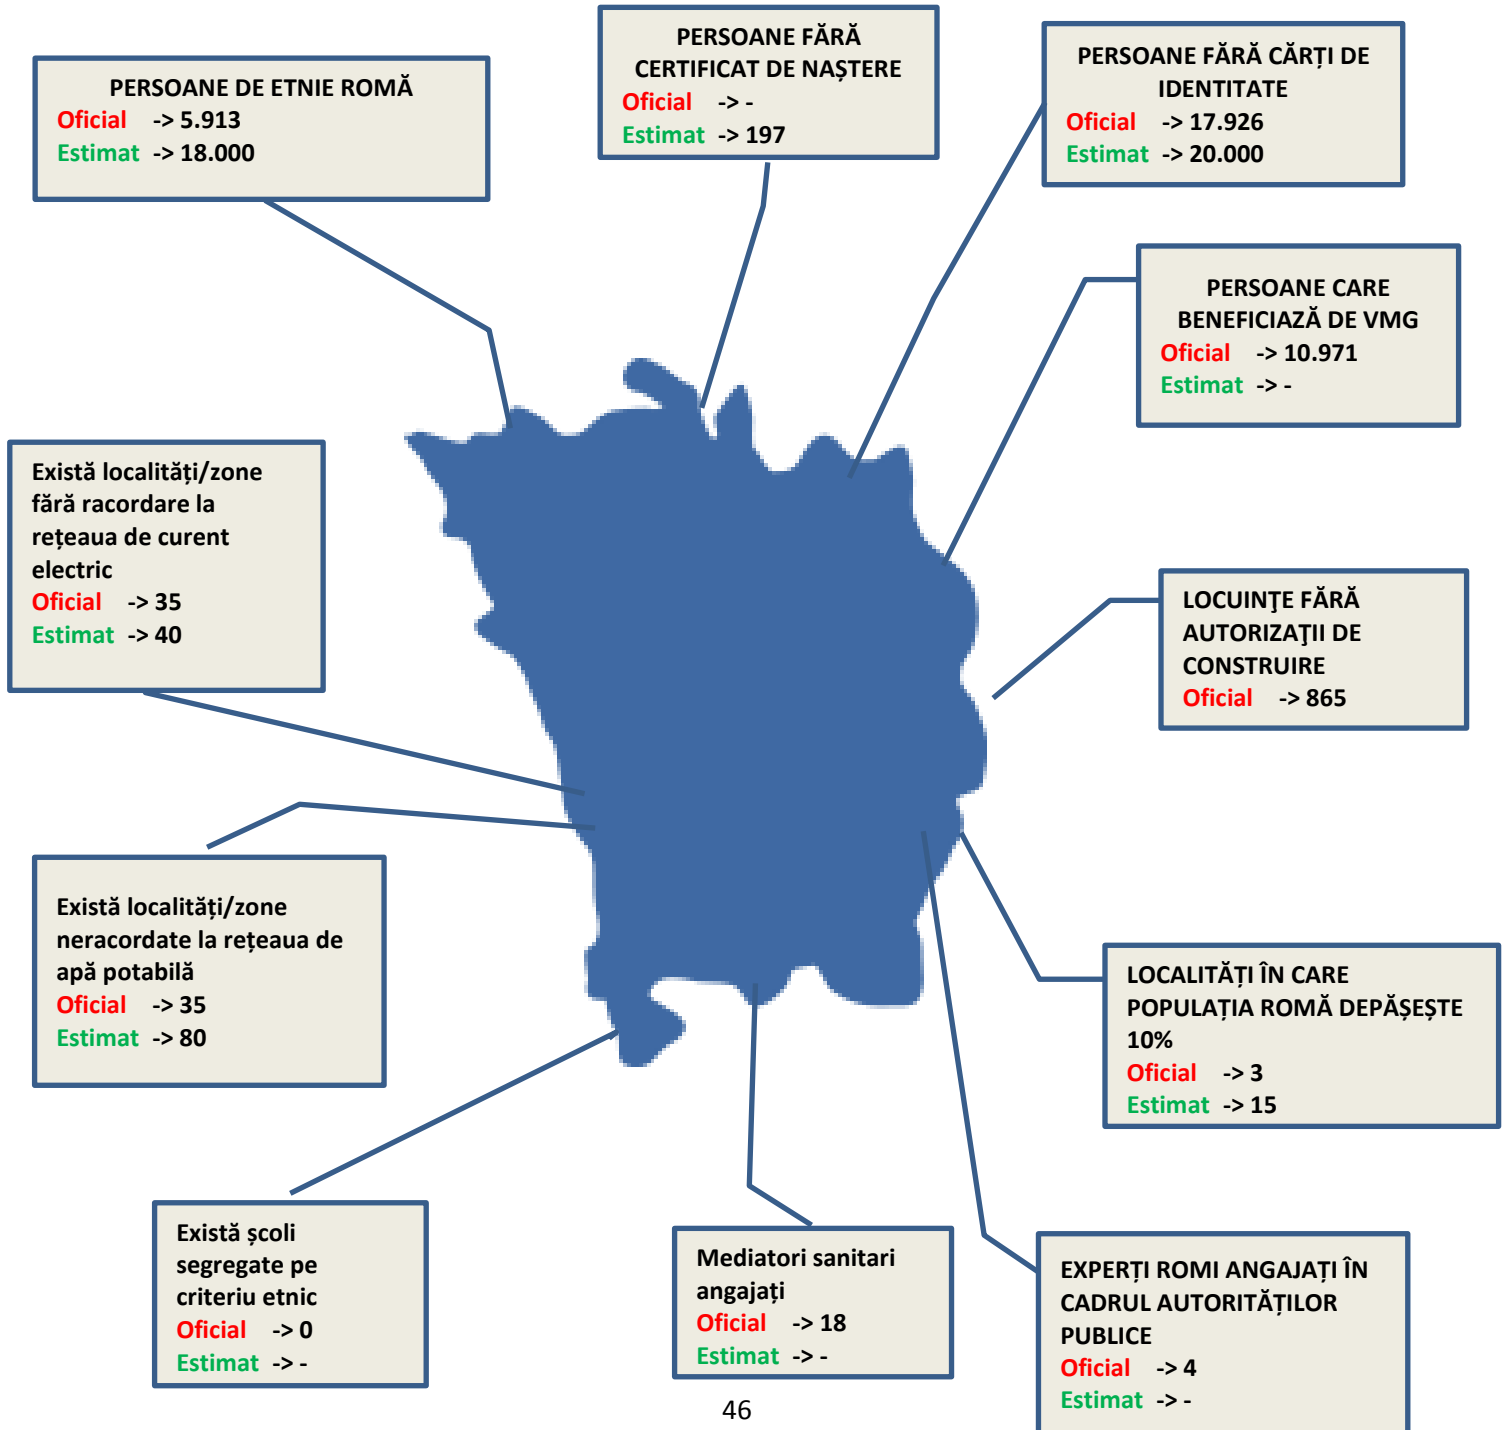 PERSOANE DE ETNIE ROMĂ
Oficial -> 5.913
Estimat -> 18.000
PERSOANE FĂRĂ
CERTIFICAT DE NAȘTERE
Oficial -> -
Estimat -> 197
PERSOANE FĂRĂ CĂRȚI DE
IDENTITATE
Oficial -> 17.926
Estimat -> 20.000
PERSOANE CARE
BENEFICIAZĂ DE VMG
Oficial -> 10.971
Estimat -> -
Există localități/zone
fără racordare la
rețeaua de curent
electric
Oficial -> 35
Estimat -> 40
LOCUINŢE FĂRĂ
AUTORIZAŢII DE
CONSTRUIRE
Oficial -> 865
Există localități/zone
neracordate la rețeaua de
apă potabilă
Oficial -> 35
Estimat -> 80
LOCALITĂȚI ÎN CARE
POPULAȚIA ROMĂ DEPĂȘEȘTE
10%
Oficial -> 3
Estimat -> 15
Există școli
segregate pe
criteriu etnic
Oficial -> 0
Estimat -> -
Mediatori sanitari
angajați
Oficial -> 18
Estimat -> -
EXPERȚI ROMI ANGAJAȚI ÎN
CADRUL AUTORITĂȚILOR
PUBLICE
Oficial -> 4
Estimat -> -
46